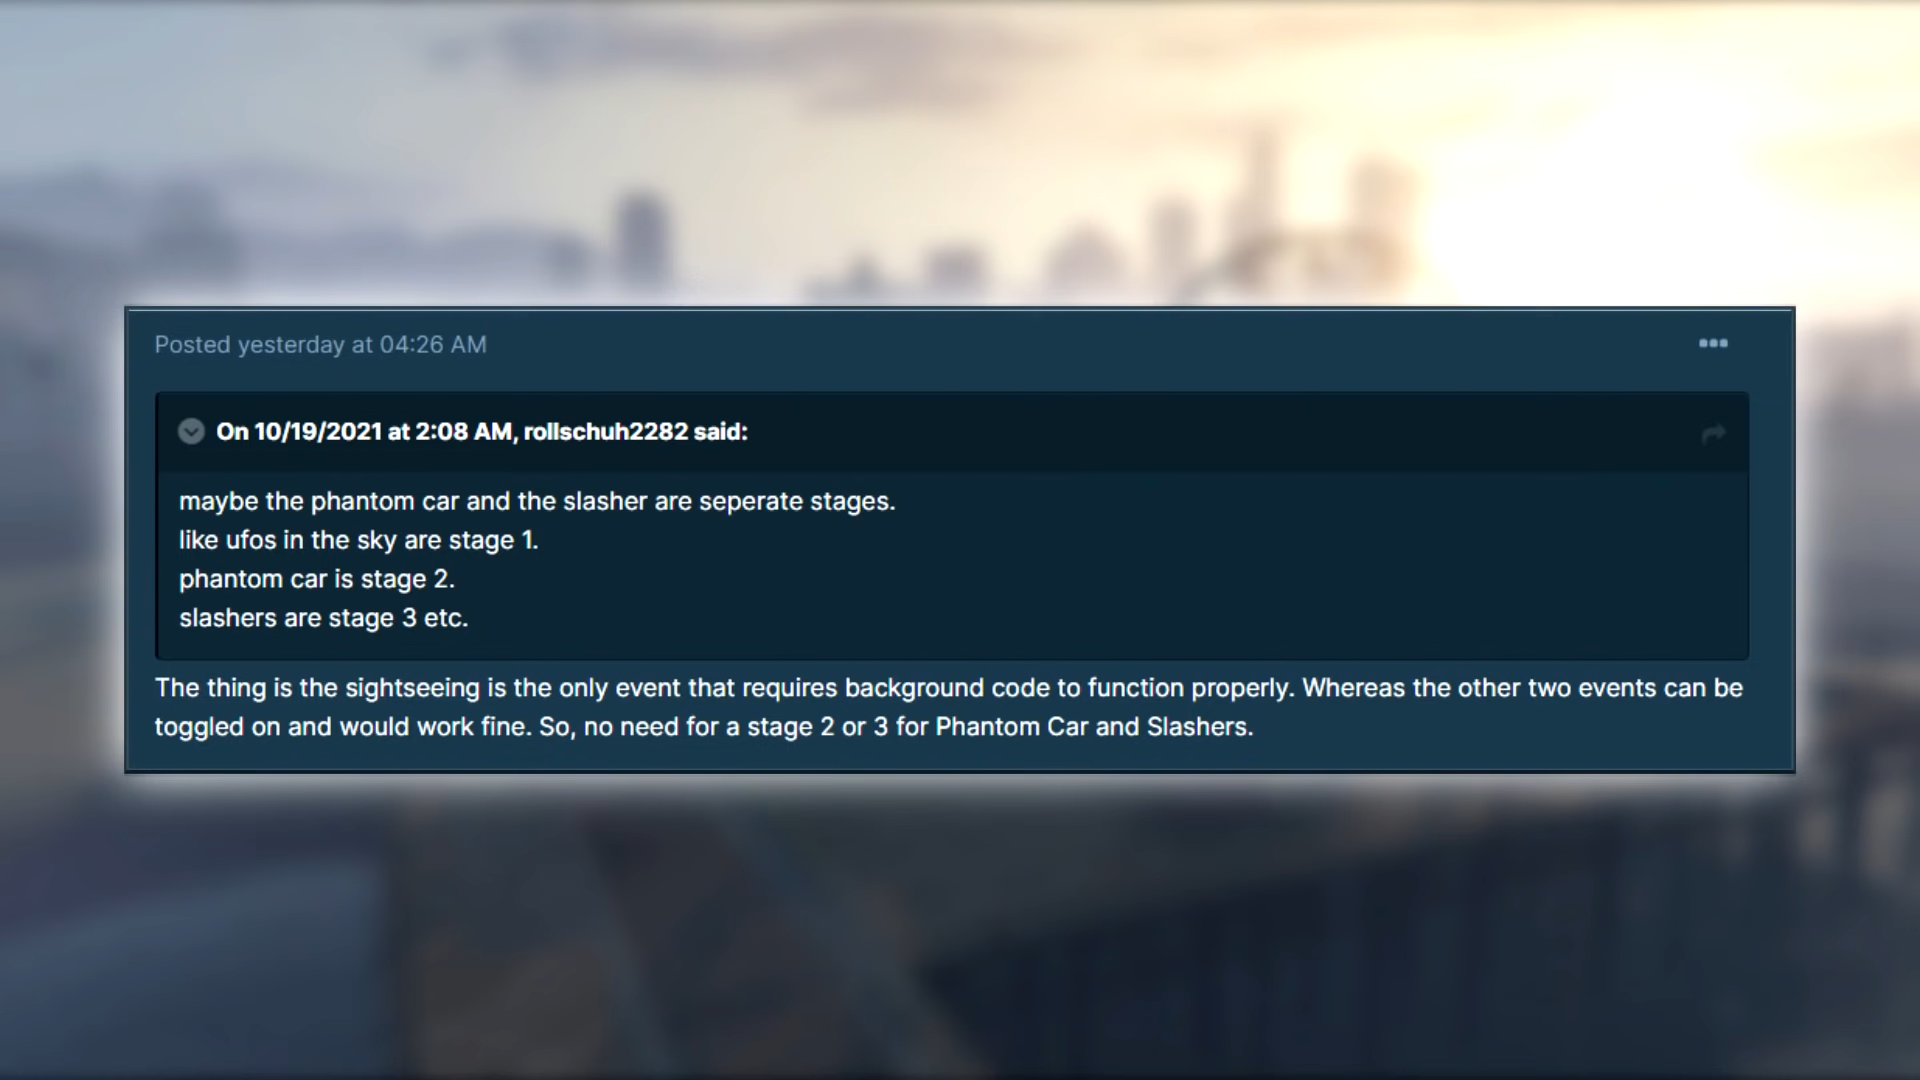 Posted yesterday at 04:26 AM
On 10/19/2021 at 2:08 AM, rollschuh2282 said:
maybe the phantom car and the slasher are seperate stages.
like ufos in the sky are stage 1.
phantom car is stage 2.
slashers are stage 3 etc.
The thing is the sightseeing is the only event that requires background code to function properly. Whereas the other two events can be
toggled on and would work fine. So, no need for a stage 2 or 3 for Phantom Car and Slashers.